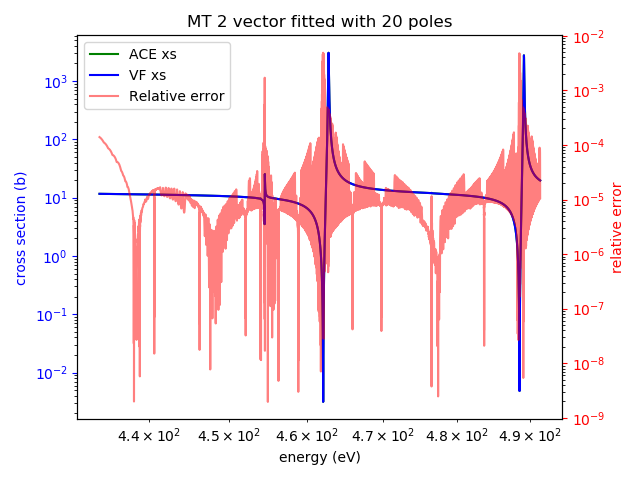 MT 2 vector fitted with 20 poles
ACE xs
VF xs
Relative error
cross section (b)
10³
10²
10¹
10⁰
10⁻¹
10⁻²
relative error
10⁻²
10⁻³
10⁻⁴
10⁻⁵
10⁻⁶
10⁻⁷
10⁻⁸
10⁻⁹
4.4 × 10² 4.5 × 10² 4.6 × 10² 4.7 × 10² 4.8 × 10² 4.9 × 10²
energy (eV)